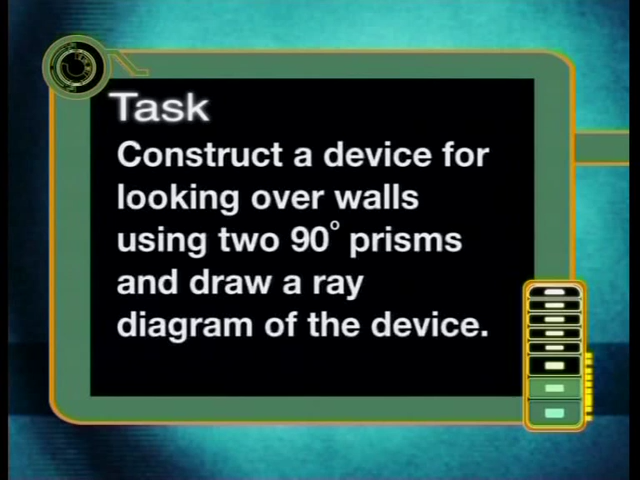 Task
Construct a device for
looking over walls
using two 90° prisms
and draw a ray
diagram of the device.